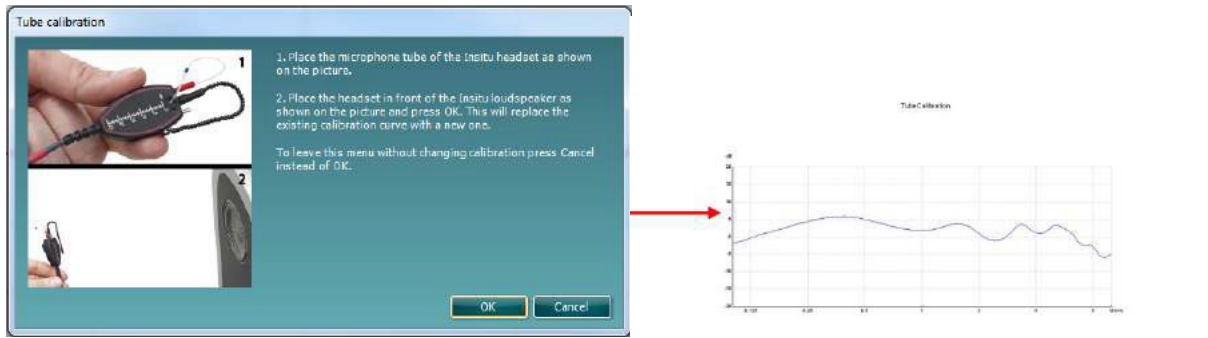 Tube calibration
1
1. Place the microphone tube of the Insitu headset as shown
on the picture.
2. Place the headset in front of the Insitu loudspeaker as
shown on the picture and press OK. This will replace the
existing calibration curve with a new one.
To leave this menu without changing calibration press Cancel
instead of OK.
2
OK
Cancel
Tube Calibration